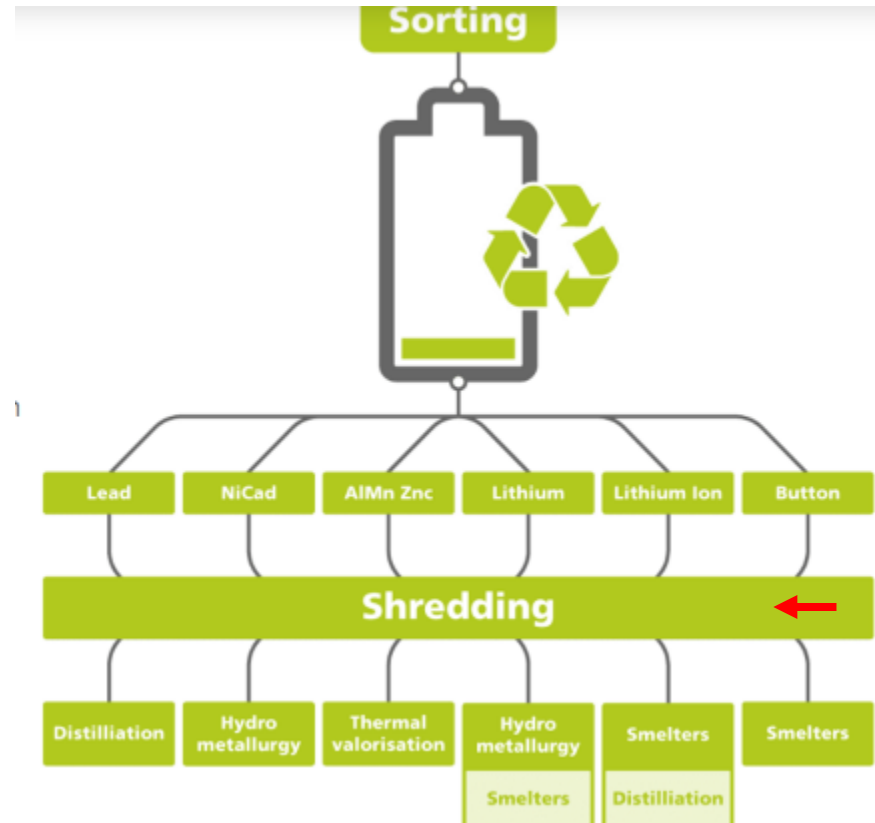 Sorting
Lead
NiCad
AlMn Znc
Lithium
Lithium Ion
Button
Shredding
Distilliation
Hydro
metallurgy
Thermal
valorisation
Hydro
metallurgy
Smelters
Smelters
Distilliation
Smelters